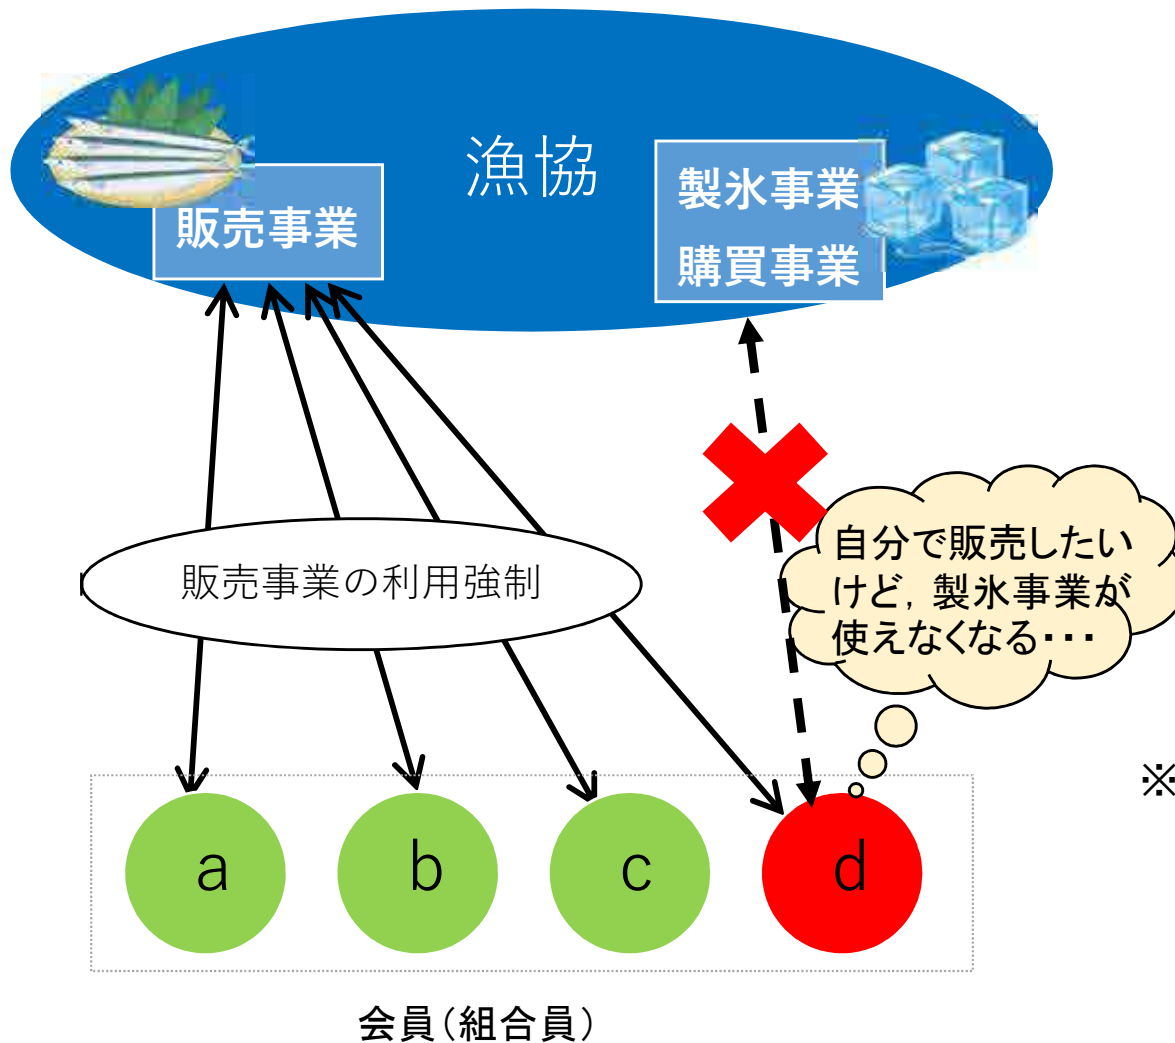 漁協
販売事業
製氷事業
購買事業
販売事業の利用強制
自分で販売したい
けど，製氷事業が
使えなくなる・・・
※
a
b
c
d
会員（組合員）